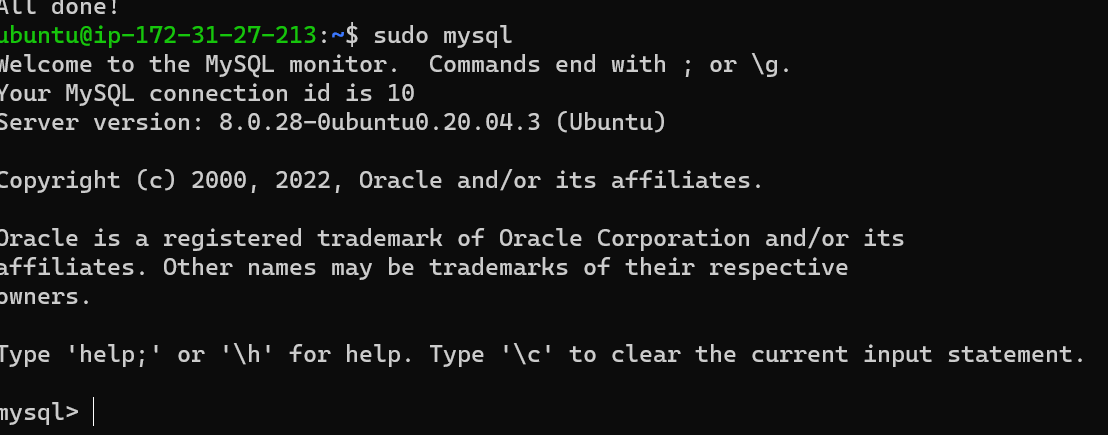 All done!
ubuntu@ip-172-31-27-213:~$ sudo mysql
Welcome to the MySQL monitor.  Commands end with ; or \g.
Your MySQL connection id is 10
Server version: 8.0.28-0ubuntu0.20.04.3 (Ubuntu)
Copyright (c) 2000, 2022, Oracle and/or its affiliates.
Oracle is a registered trademark of Oracle Corporation and/or its
affiliates. Other names may be trademarks of their respective
owners.
Type 'help;' or '\h' for help. Type '\c' to clear the current input statement.
mysql>